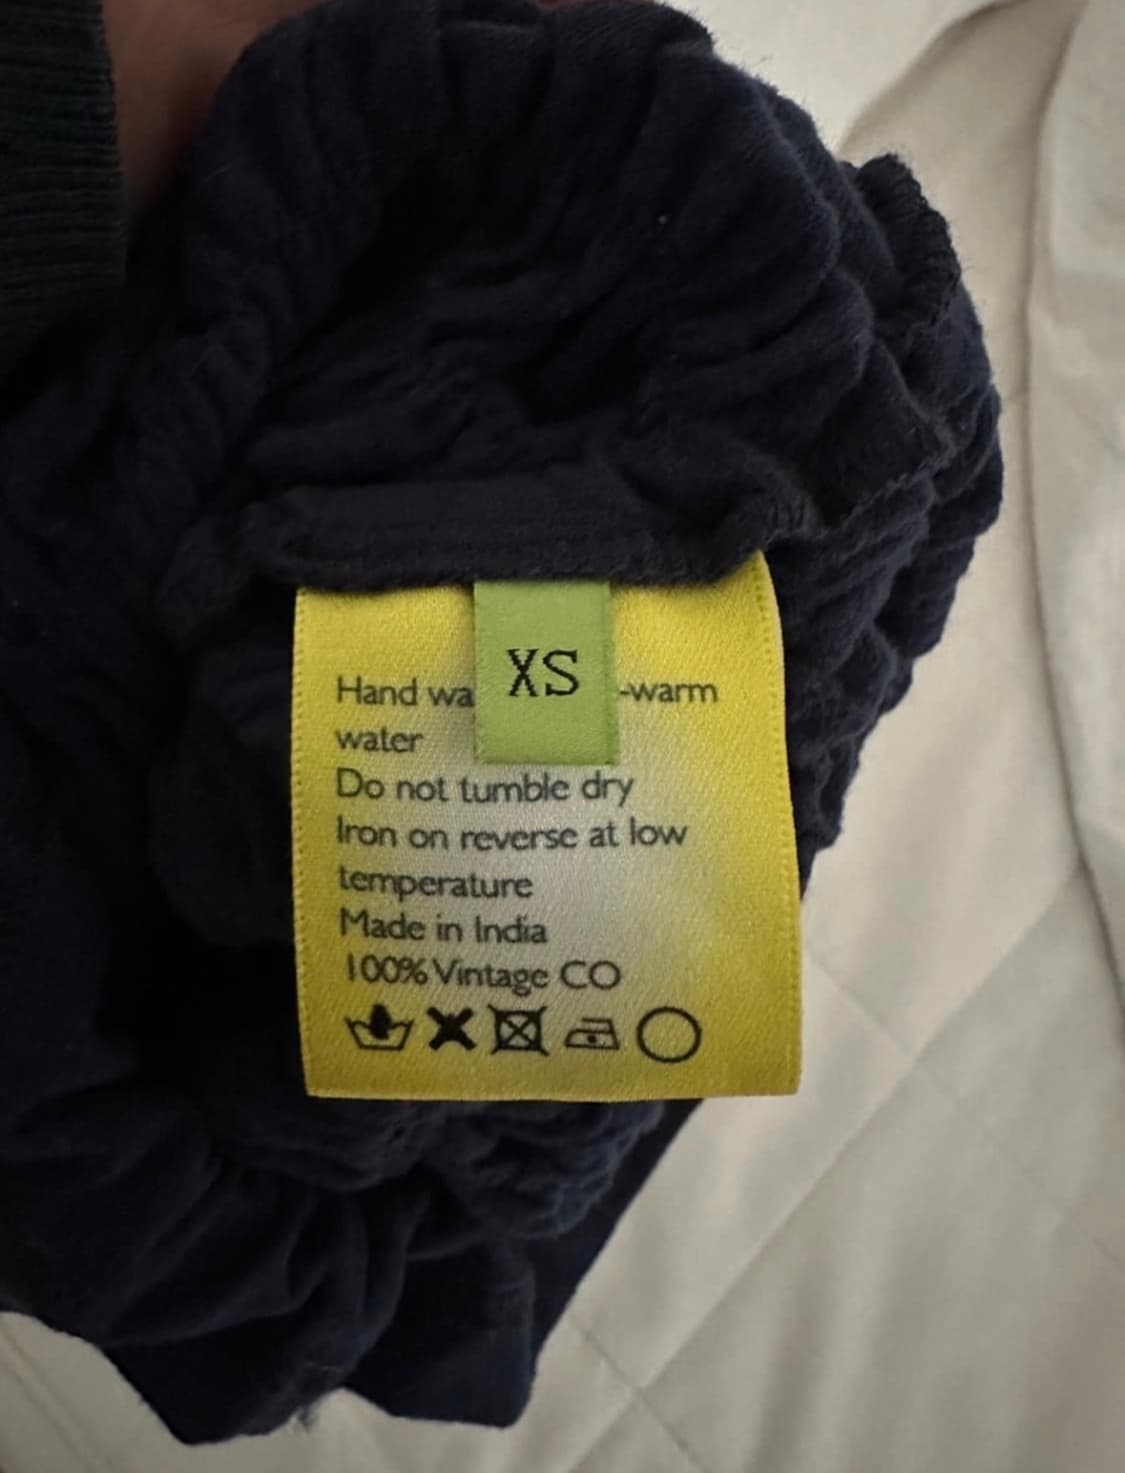 XS
Hand wa -warm
water
Do not tumble dry
Iron on reverse at low
temperature
Made in India
100% Vintage CO